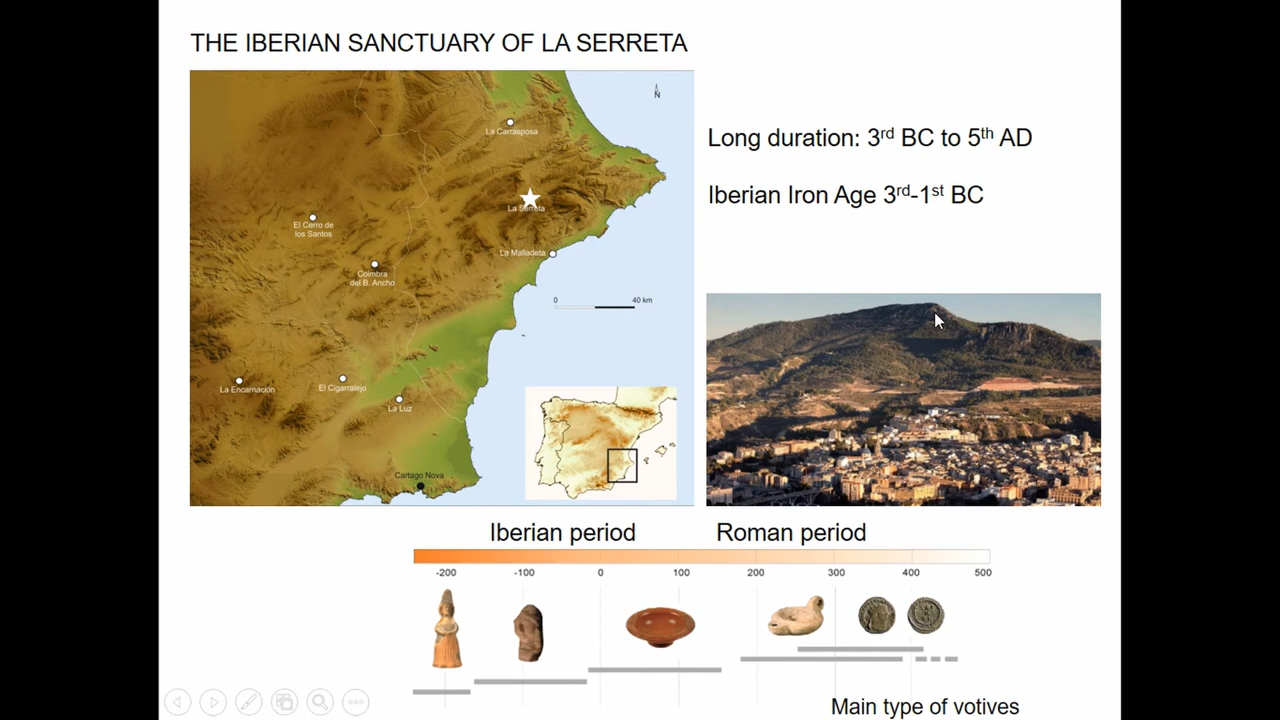 THE IBERIAN SANCTUARY OF LA SERRETA
N
La Carrasposa
La Serreta
El Cerro de
los Santos
La Malladeta
Coimbra
del B. Ancho
0 40 km
La Encarnación
El Cigarralejo
La Luz
Cartago Nova
Long duration: 3rd BC to 5th AD
Iberian Iron Age 3rd-1st BC
Iberian period Roman period
-200 -100 0 100 200 300 400 500
Main type of votives